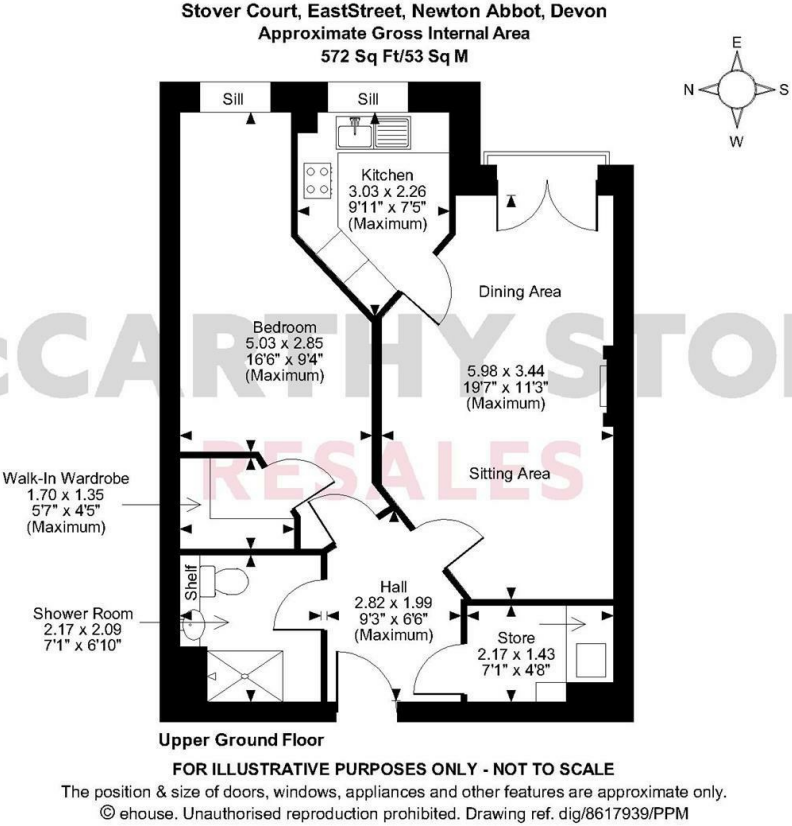 Stover Court, EastStreet, Newton Abbot, Devon
Approximate Gross Internal Area
572 Sq Ft/53 Sq M
E
N
S
W
Sill
Sill
Kitchen
3.03 x 2.26
9'11" x 7'5"
(Maximum)
Dining Area
Bedroom
5.03 x 2.85
16'6" x 9'4"
(Maximum)
5.98 x 3.44
19'7" x 11'3"
(Maximum)
cCARTHY STON
RESALES
Sitting Area
Walk-In Wardrobe
1.70 x 1.35
5'7" x 4'5"
(Maximum)
Shelf
Shower Room
2.17 x 2.09
7'1" x 6'10"
Hall
2.82 x 1.99
9'3" x 6'6"
(Maximum)
Store
2.17 x 1.43
7'1" x 4'8"
Upper Ground Floor
FOR ILLUSTRATIVE PURPOSES ONLY - NOT TO SCALE
The position & size of doors, windows, appliances and other features are approximate only.
© ehouse. Unauthorised reproduction prohibited. Drawing ref. dig/8617939/PPM